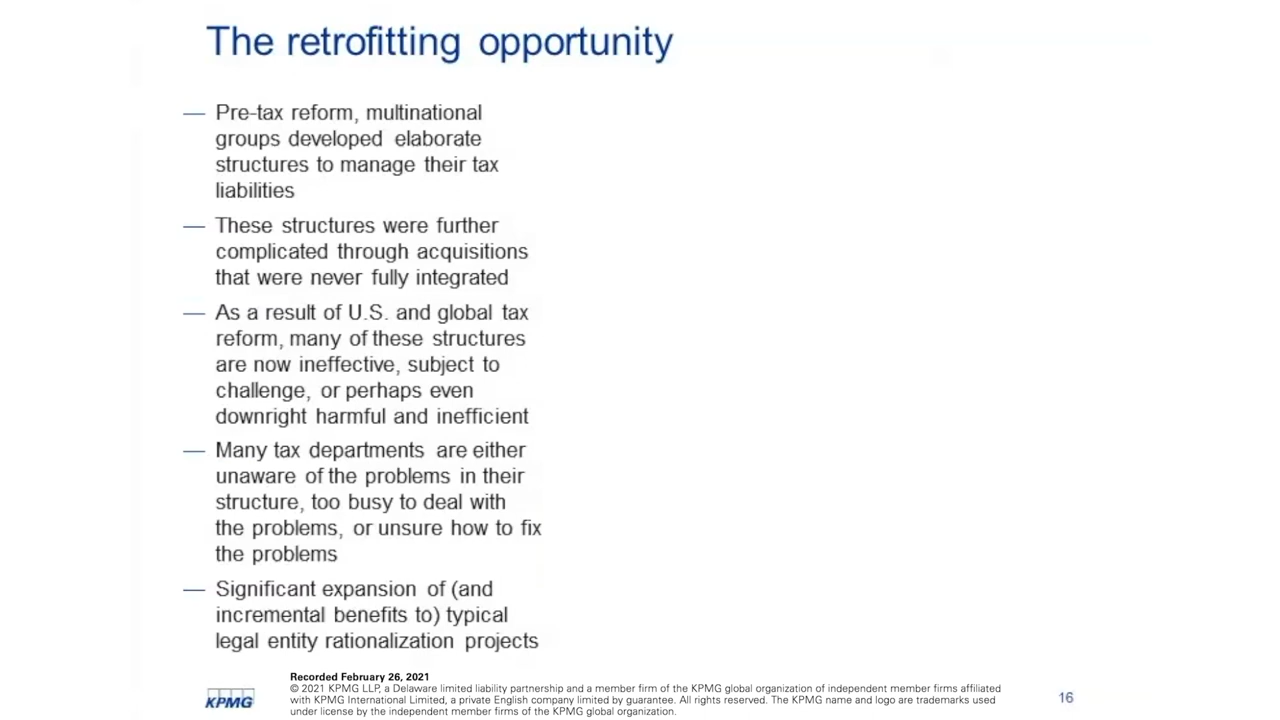 The retrofitting opportunity
— Pre-tax reform, multinational
groups developed elaborate
structures to manage their tax
liabilities
— These structures were further
complicated through acquisitions
that were never fully integrated
— As a result of U.S. and global tax
reform, many of these structures
are now ineffective, subject to
challenge, or perhaps even
downright harmful and inefficient
— Many tax departments are either
unaware of the problems in their
structure, too busy to deal with
the problems, or unsure how to fix
the problems
— Significant expansion of (and
incremental benefits to) typical
legal entity rationalization projects
Recorded February 26, 2021
© 2021 KPMG LLP, a Delaware limited liability partnership and a member firm of the KPMG global organization of independent member firms affiliated
with KPMG International Limited, a private English company limited by guarantee. All rights reserved. The KPMG name and logo are trademarks used
under license by the independent member firms of the KPMG global organization.
KPMG
16